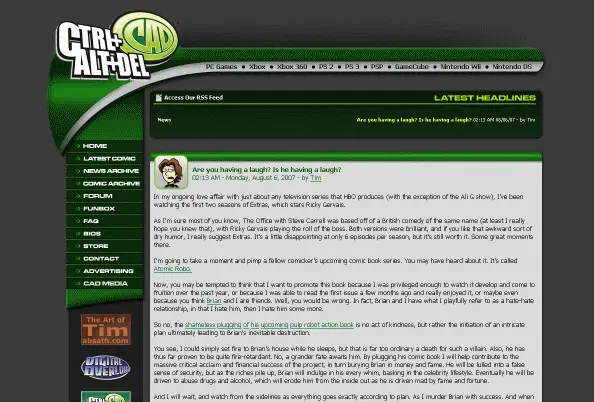 CTRL+
ALT+DEL
CAD
PC Games • Xbox • Xbox 360 • PS 2 • PS 3 • PSP • GameCube • Nintendo Wii • Nintendo DS
Access Our RSS Feed
LATEST HEADLINES
News
Are you having a laugh? Is he having a laugh? 02:13 AM 08/06/07 - by Tim
HOME
LATEST COMIC
NEWS ARCHIVE
COMIC ARCHIVE
FORUM
FUNBOX
FAQ
BIOS
STORE
CONTACT
ADVERTISING
CAD MEDIA
The Art of
Tim
absath.com
DIGITAL
OVERLOAD
CTRL+
CAD
Are you having a laugh? Is he having a laugh?
02:13 AM - Monday, August 6, 2007 - by Tim
In my ongoing love affair with just about any television series that HBO produces (with the exception of the Ali G show), I've been
watching the first two seasons of Extras, which stars Ricky Gervais.
As I'm sure most of you know, The Office with Steve Carrell was based off of a British comedy of the same name (at least I really
hope you knew that), with Ricky Gervais playing the roll of the boss. Both versions were brilliant, and if you like that awkward sort of
dry humor, I really suggest Extras. It's a little disappointing at only 6 episodes per season, but it's still worth it. Some great moments
there.
I'm going to take a moment and pimp a fellow comicker's upcoming comic book series. You may have heard about it. It's called
Atomic Robo.
Now, you may be tempted to think that I want to promote this book because I was privileged enough to watch it develop and come to
fruition over the past year, or because I was able to read the first issue a few months ago and really enjoyed it, or maybe even
because you think Brian and I are friends. Well, you would be wrong. In fact, Brian and I have what I playfully refer to as a hate-hate
relationship, in that I hate him, and then I hate him some more.
So no, the shameless plugging of his upcoming pulp robot action book is no act of kindness, but rather the initiation of an intricate
plan ultimately leading to Brian's inevitable destruction.
You see, I could simply set fire to Brian's house while he sleeps, but that is far too ordinary a death for such a villain. Also, he has
thus far proven to be quite fire-retardant. No, a grander fate awaits him. By plugging his comic book I will help contribute to the
massive critical acclaim and financial success of the project, in turn burying Brian in money and fame. He will be lulled into a false
sense of security, but as the riches pile up, Brian will indulge in his every whim, basking in the celebrity lifestyle. Eventually he will be
driven to abuse drugs and alcohol, which will erode him from the inside out as he is driven mad by fame and fortune.
And I will wait, and watch from the sidelines as everything goes exactly according to plan. As I murder Brian with success. And when